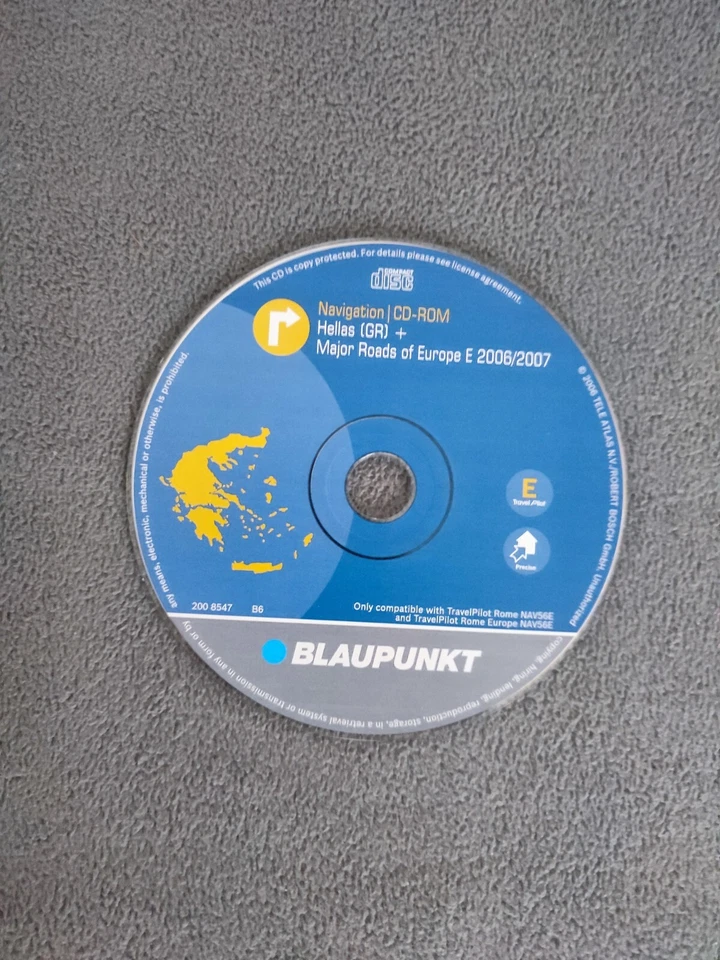 This CD is copy protected. For details please see license agreement.
COMPACT
disc
Navigation | CD-ROM
Hellas (GR) +
Major Roads of Europe E 2006/2007
E
TravelPilot
Precise
200 8547 B6
Only compatible with TravelPilot Rome NAV56E
and TravelPilot Rome Europe NAV56E
BLAUPUNKT
© 2006 TELE ATLAS N.V./ROBERT BOSCH GmbH. Unauthorized
copying, hiring, lending, reproduction, storage, in a retrieval system or transmission in any form or by
any means, electronic, mechanical or otherwise, is prohibited.